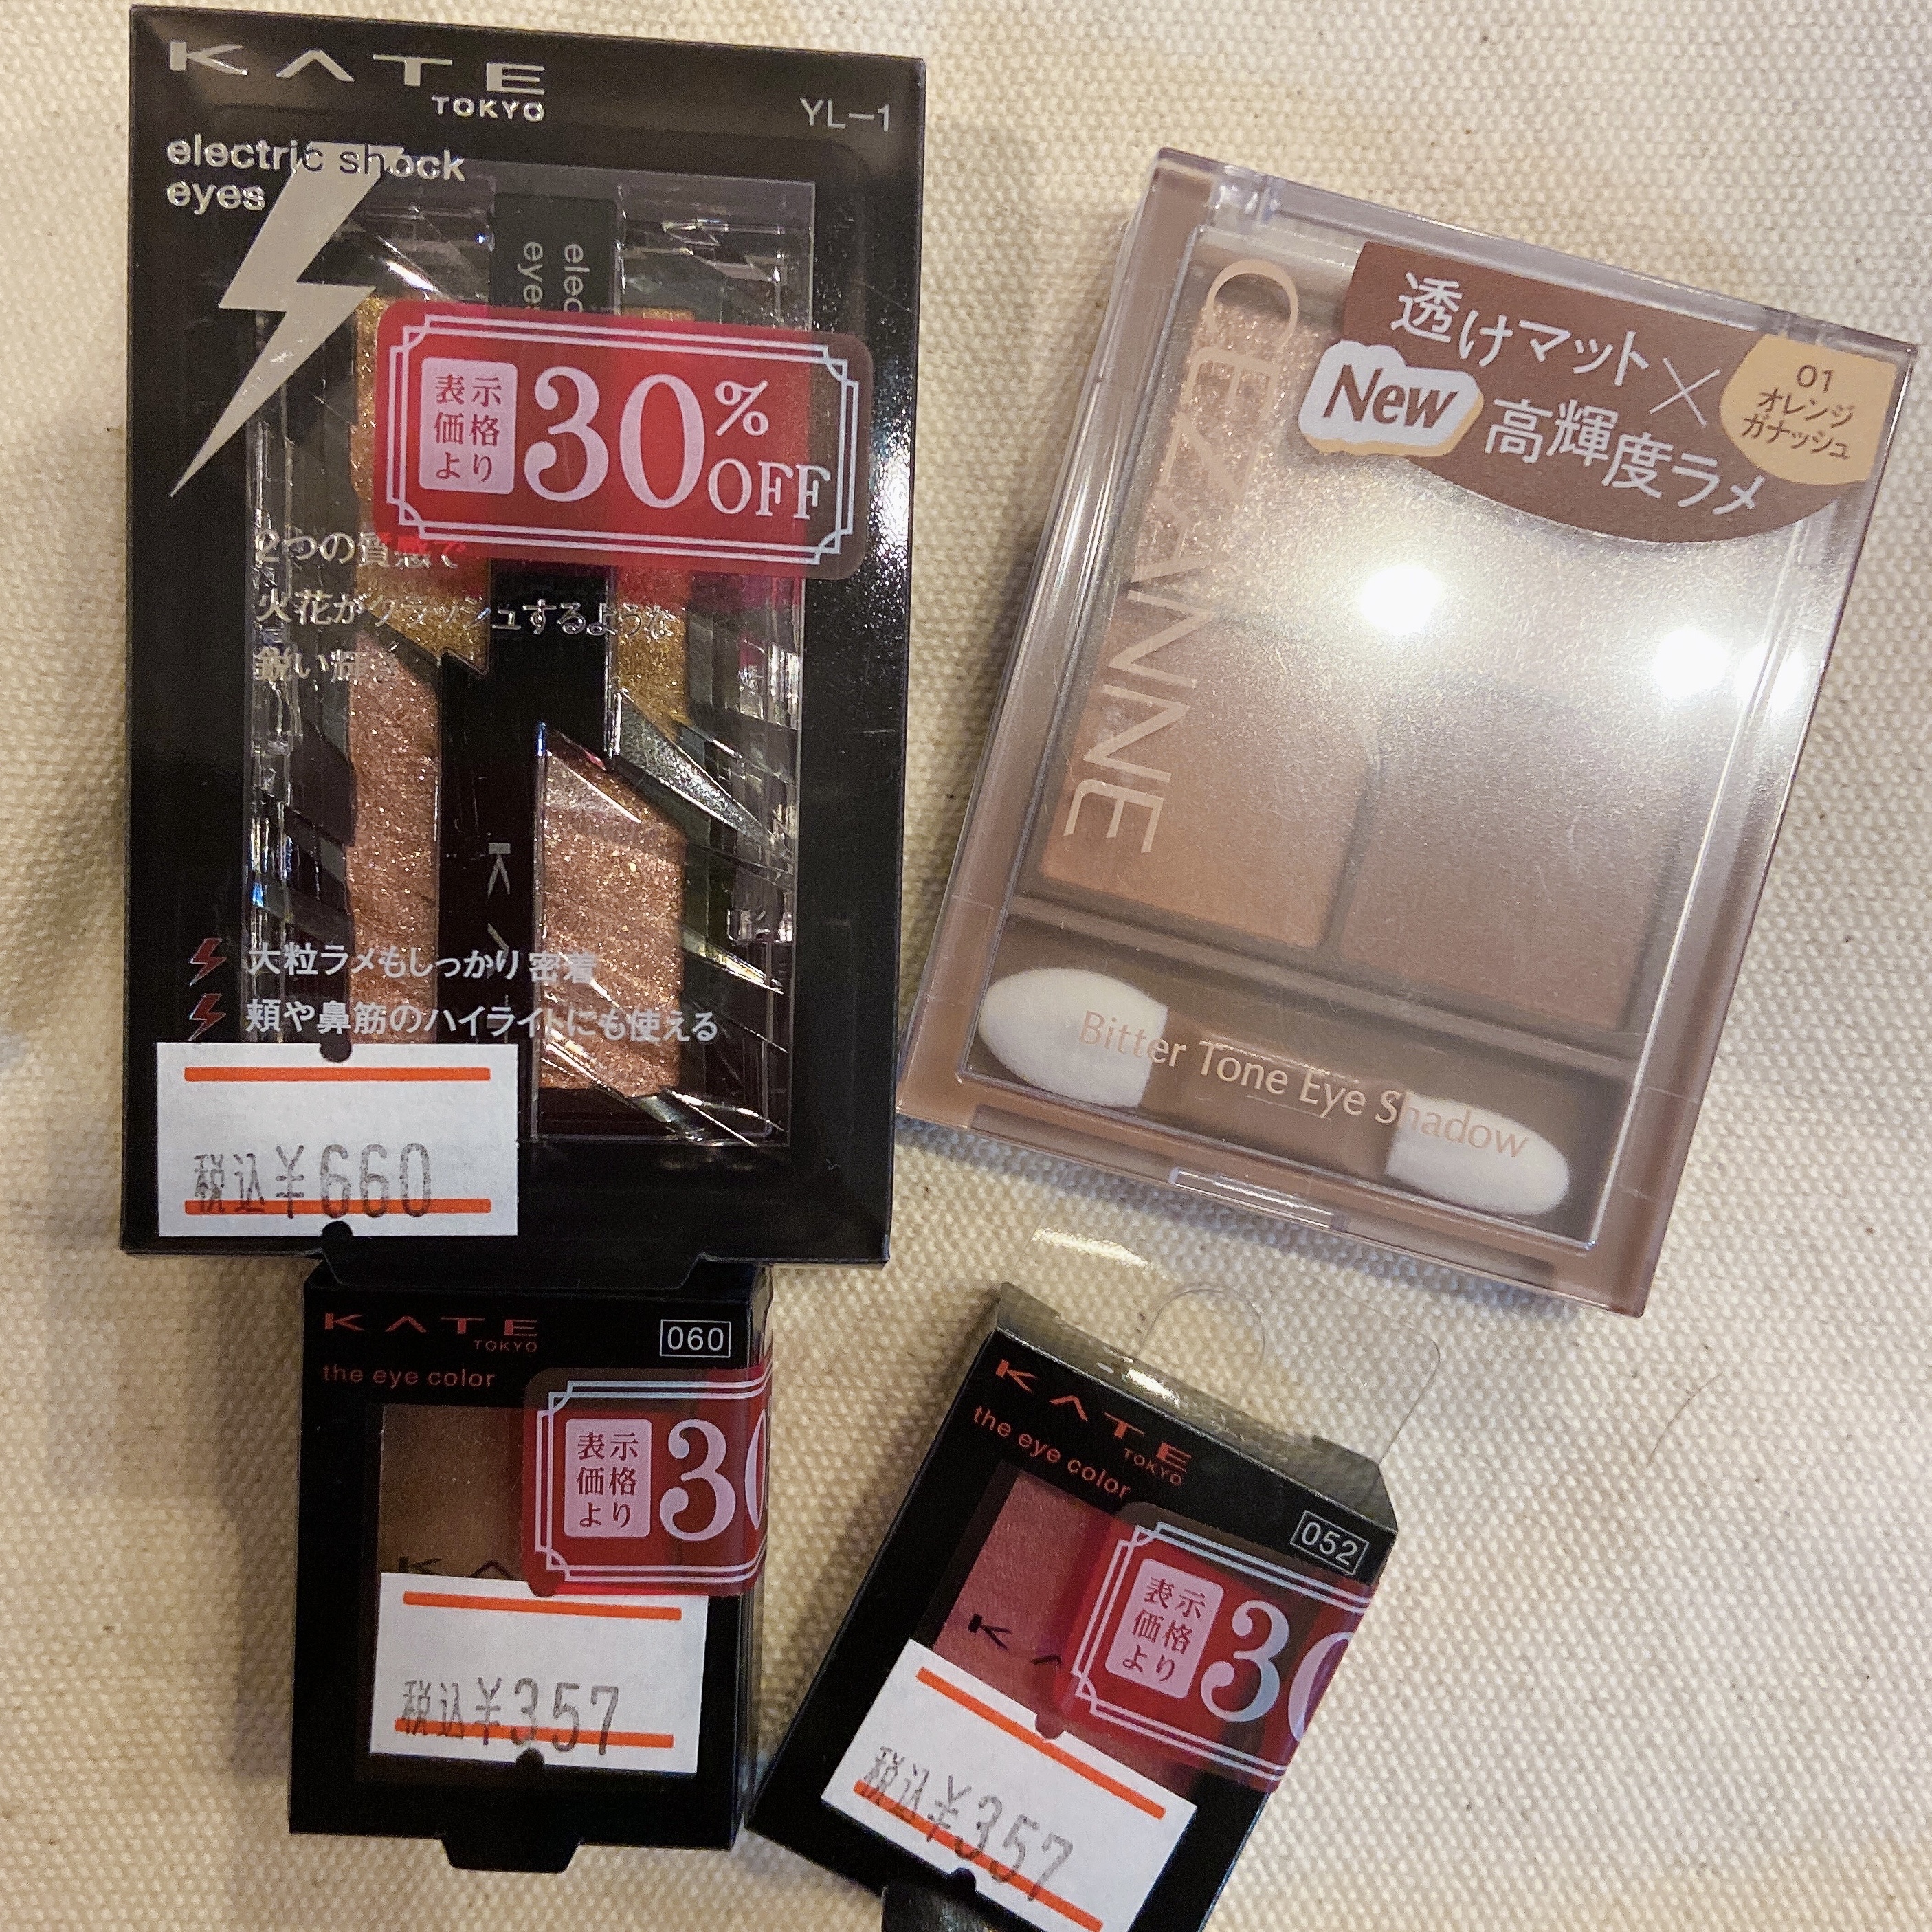 KATE
TOKYO
YL-1
electric shock
eyes
elec
eye
表示
価格
より
30%
OFF
2つの質感で
火花がクラッシュするような
鋭い輝き
大粒ラメもしっかり密着
頬や鼻筋のハイライトにも使える
税込¥660
CEZANNE
透けマット×
New
高輝度ラメ
01
オレンジ
ガナッシュ
Bitter Tone Eye Shadow
KATE
TOKYO
060
the eye color
表示
価格
より
30
KA
税込¥357
KATE
TOKYO
the eye color
052
表示
価格
より
30
KA
税込¥357